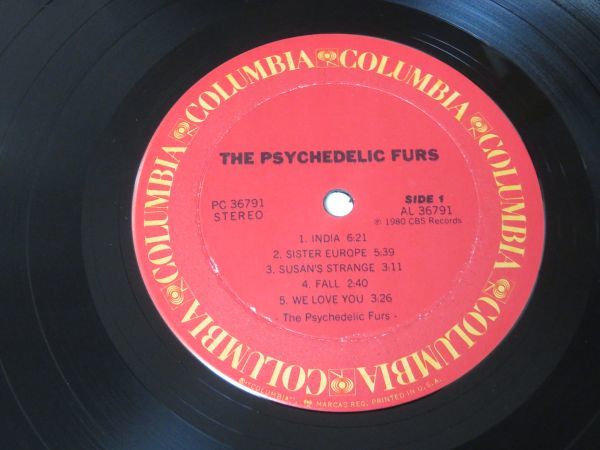 COLUMBIA COLUMBIA COLUMBIA COLUMBIA COLUMBIA COLUMBIA
THE PSYCHEDELIC FURS
PC 36791
STEREO
SIDE 1
AL 36791
℗ 1980 CBS Records
1. INDIA 6:21
2. SISTER EUROPE 5:39
3. SUSAN'S STRANGE 3:11
4. FALL 2:40
5. WE LOVE YOU 3:26
- The Psychedelic Furs -
® "COLUMBIA", MARCAS REG. PRINTED IN U.S.A.